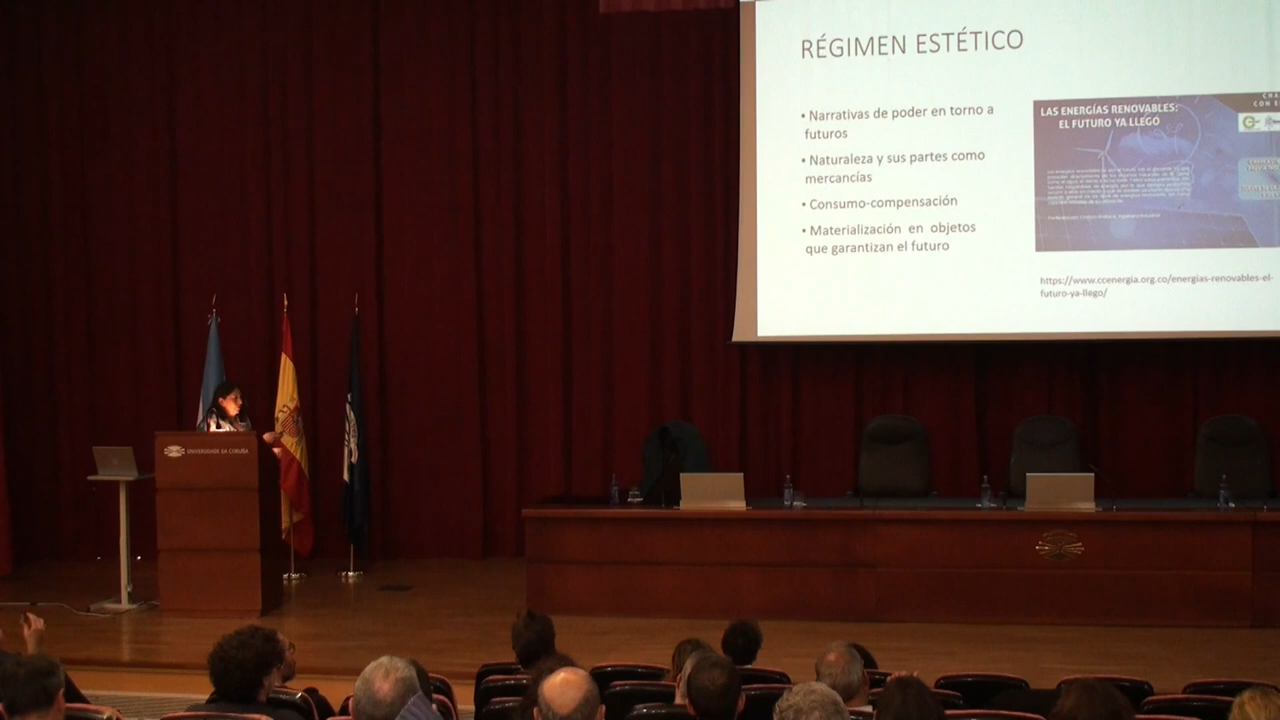 RÉGIMEN ESTÉTICO
• Narrativas de poder en torno a
futuros
• Naturaleza y sus partes como
mercancías
• Consumo-compensación
• Materialización en objetos
que garantizan el futuro
LAS ENERGÍAS RENOVABLES:
EL FUTURO YA LLEGÓ
https://www.ccenergia.org.co/energias-renovables-el-
futuro-ya-llego/
UNIVERSIDADE DA CORUÑA